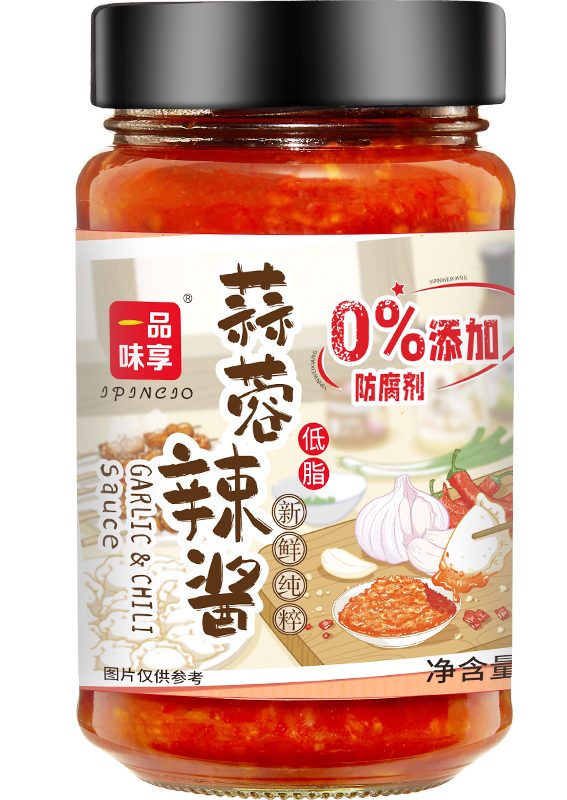 一品
味享
®
IPINCIO
蒜蓉辣酱
GARLIC & CHILI
Sauce
低脂
新鲜纯粹
YIPINWEIXIANG
0%添加
防腐剂
YIPINWEIXIANG
图片仅供参考
净含量